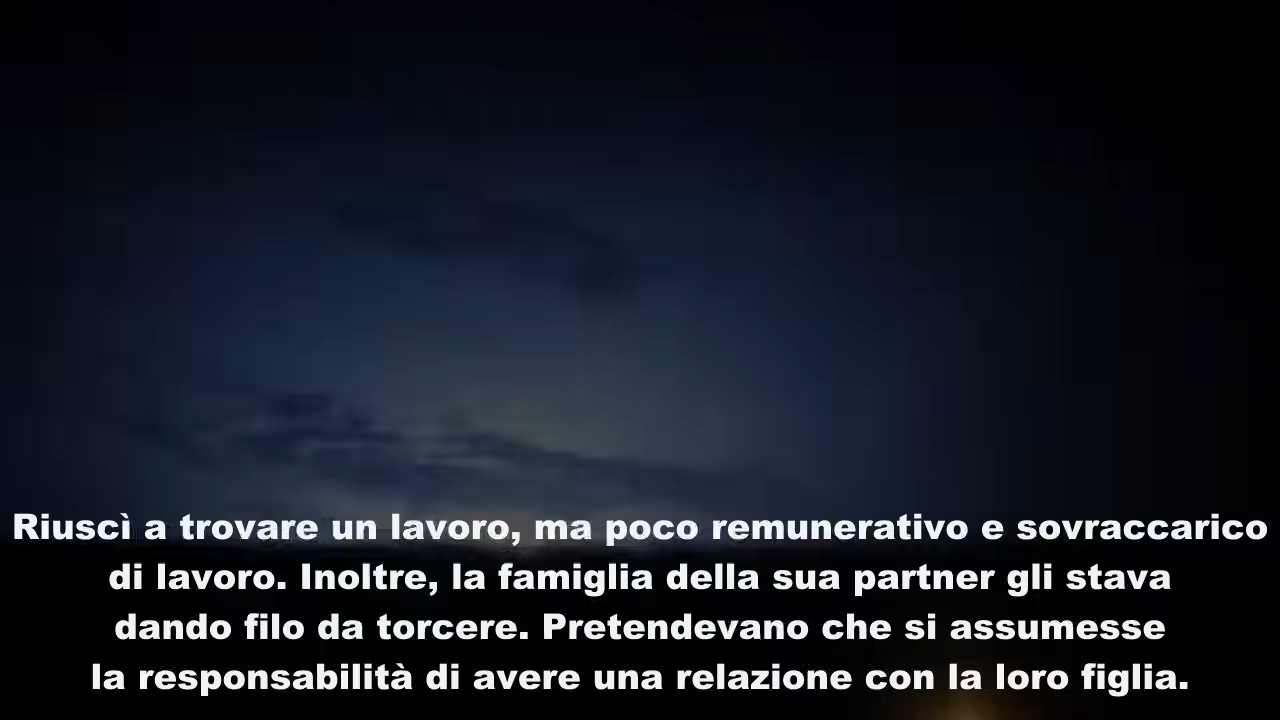 Riuscì a trovare un lavoro, ma poco remunerativo e sovraccarico
di lavoro. Inoltre, la famiglia della sua partner gli stava
dando filo da torcere. Pretendevano che si assumesse
la responsabilità di avere una relazione con la loro figlia.